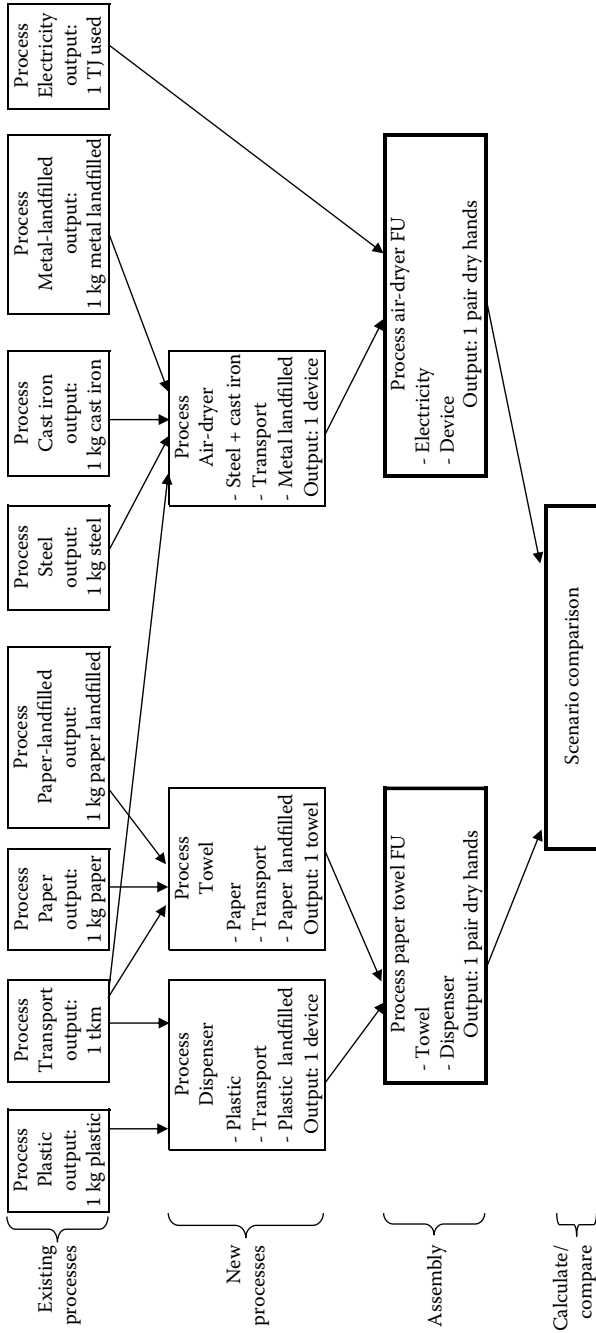 Existing
processes
Process
Plastic
output:
1 kg plastic
Process
Transport
output:
1 tkm
Process
Paper
output:
1 kg paper
Process
Paper-landfilled
output:
1 kg paper landfilled
Process
Steel
output:
1 kg steel
Process
Cast iron
output:
1 kg cast iron
Process
Metal-landfilled
output:
1 kg metal landfilled
Process
Electricity
output:
1 TJ used
New
processes
Process
Dispenser
- Plastic
- Transport
- Plastic landfilled
Output: 1 device
Process
Towel
- Paper
- Transport
- Paper landfilled
Output: 1 towel
Process
Air-dryer
- Steel + cast iron
- Transport
- Metal landfilled
Output: 1 device
Assembly
Process paper towel FU
- Towel
- Dispenser
Output: 1 pair dry hands
Process air-dryer FU
- Electricity
- Device
Output: 1 pair dry hands
Calculate/
compare
Scenario comparison